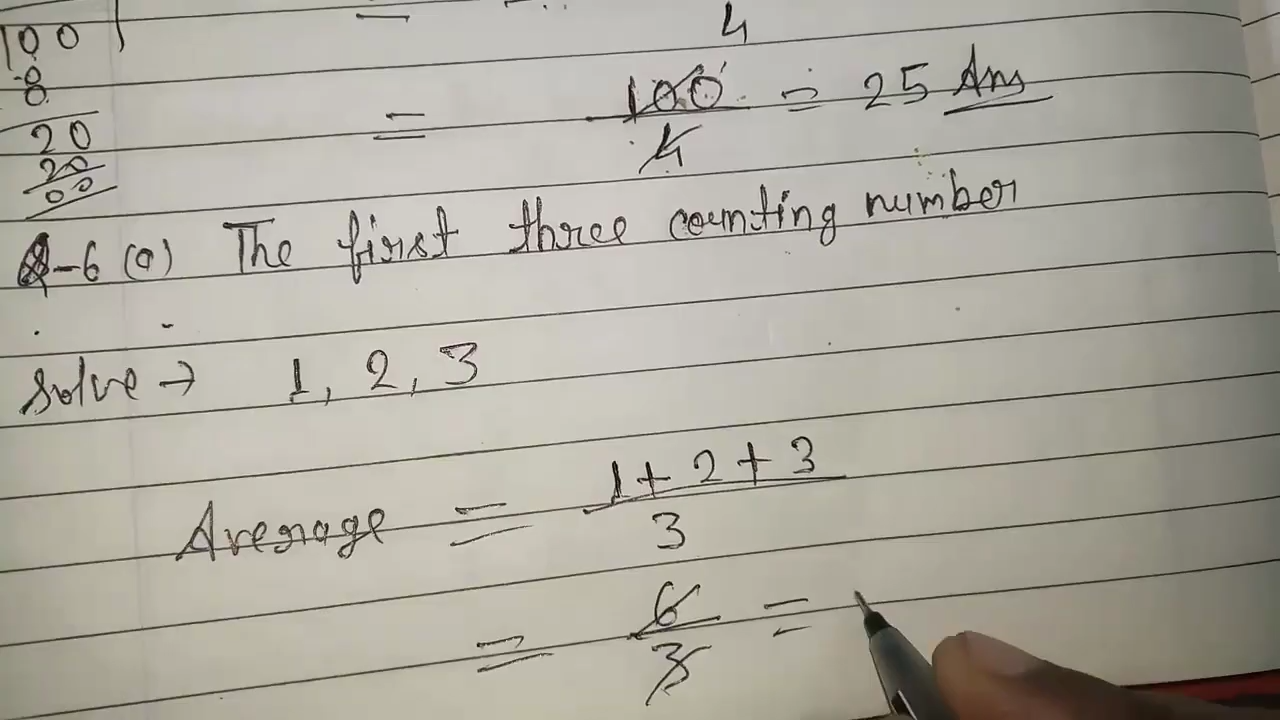 4
100
8
0
20
20
00
= 100/4 = 25 Ans
Q-6 (a) The first three counting number
Solve → 1, 2, 3
Average = 1+2+3/3
= 6/3 =